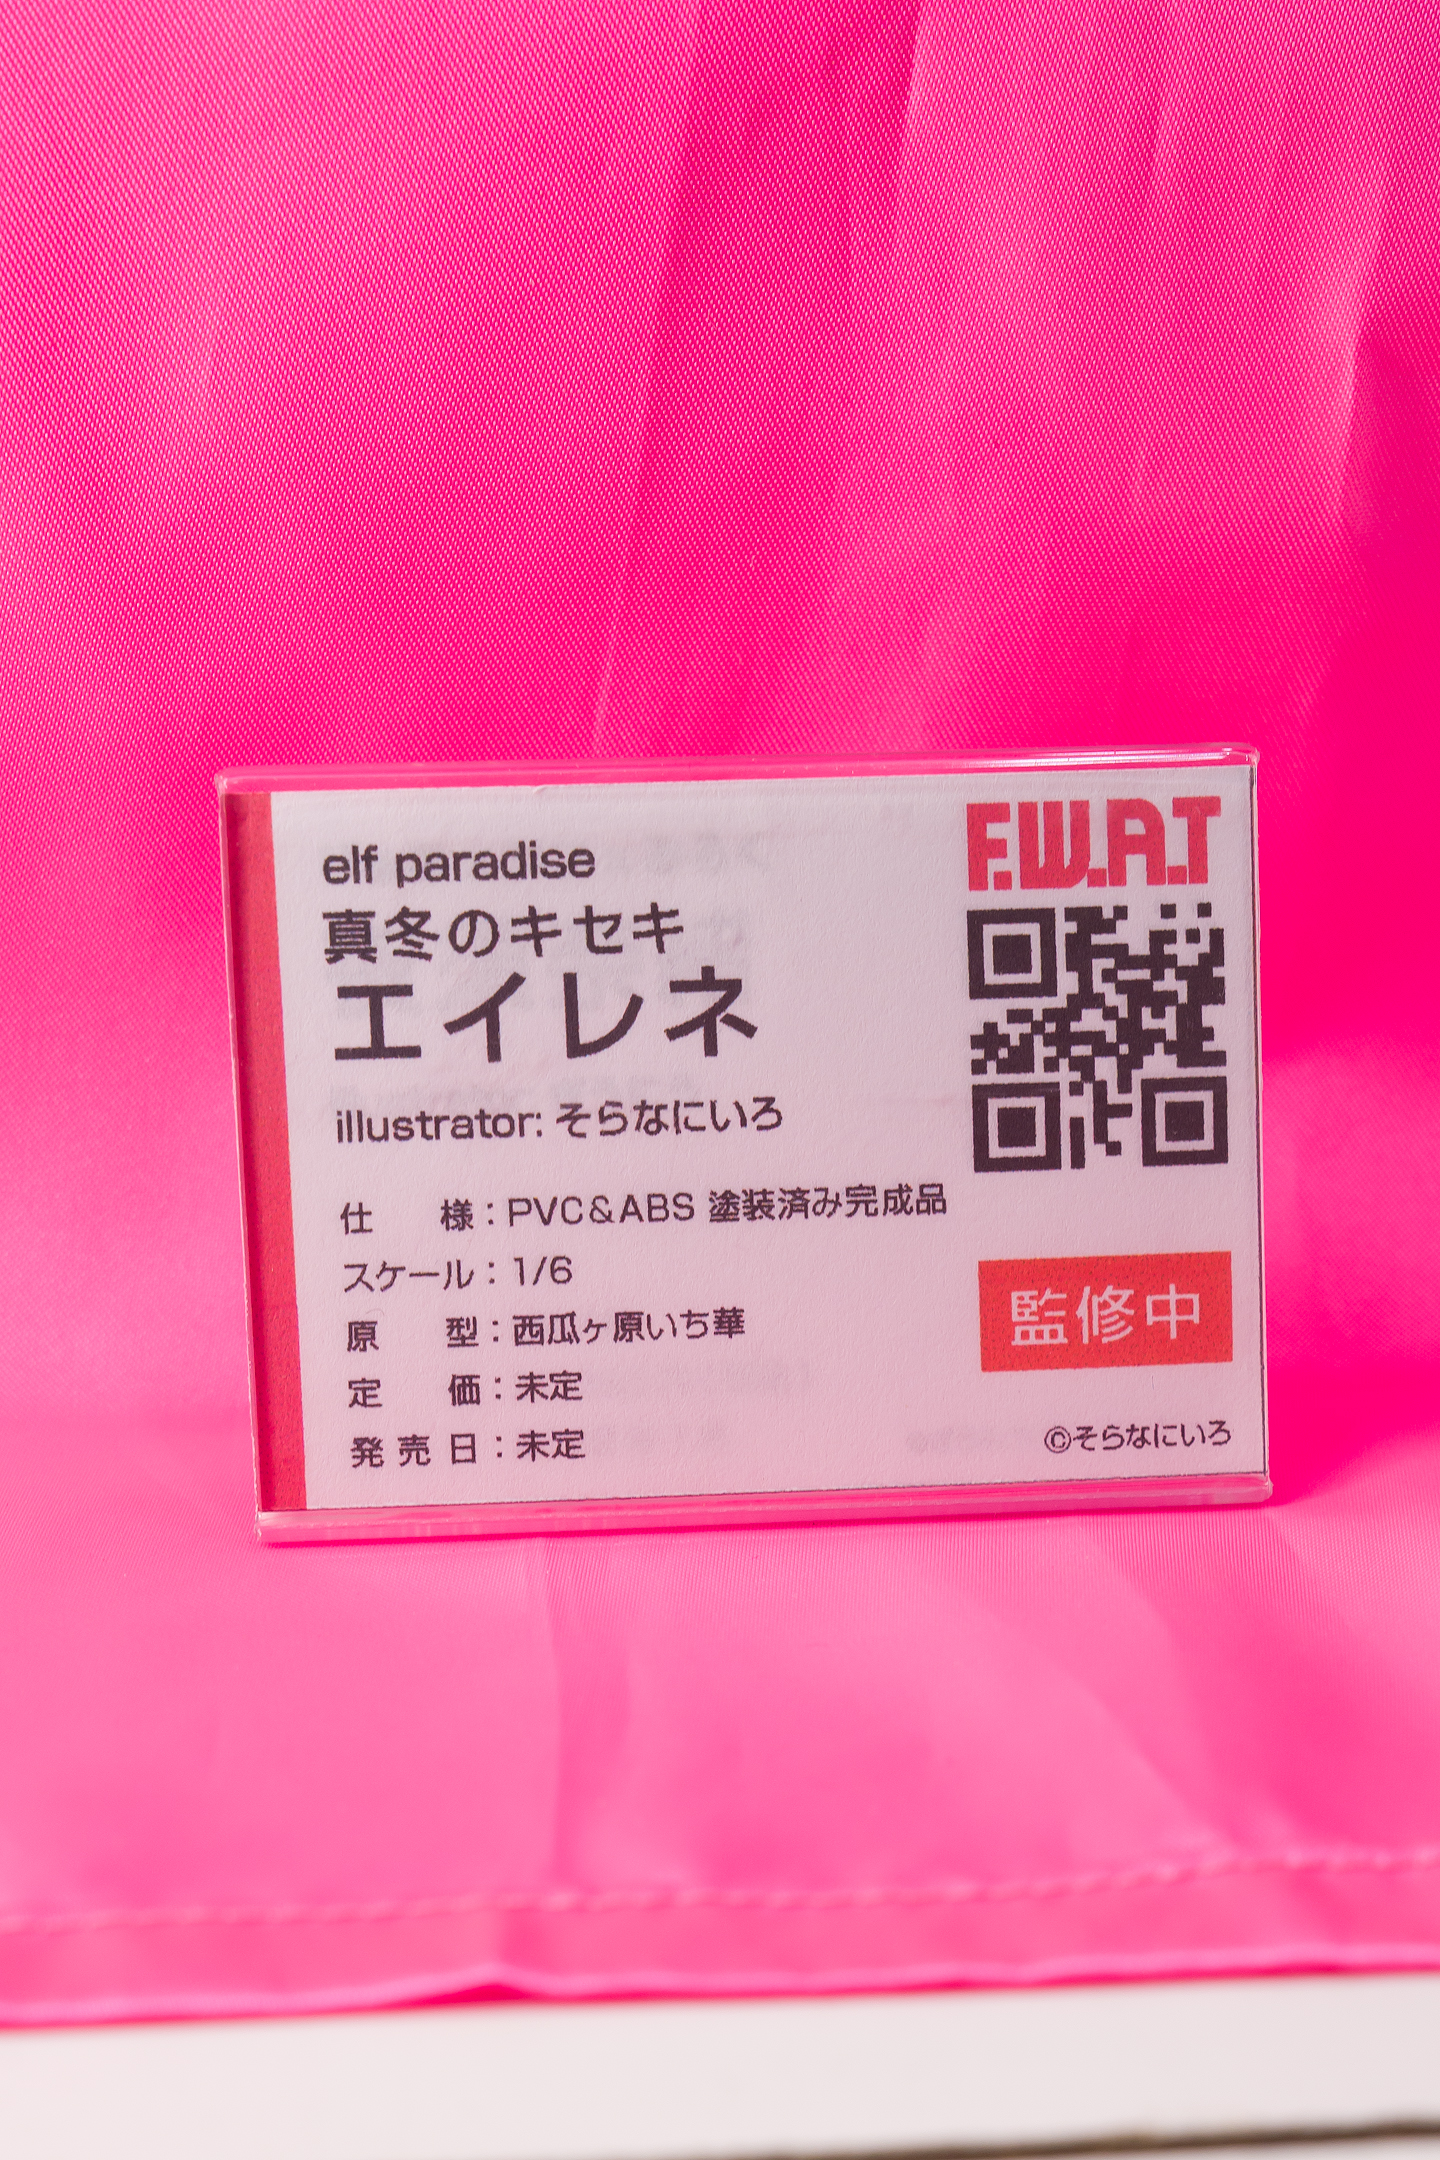 F.W.A.T
elf paradise
真冬のキセキ
エイレネ
illustrator: そらなにいろ
仕様：PVC&ABS 塗装済み完成品
スケール：1/6
原型：西瓜ヶ原いち華
定価：未定
発売日：未定
監修中
©そらなにいろ